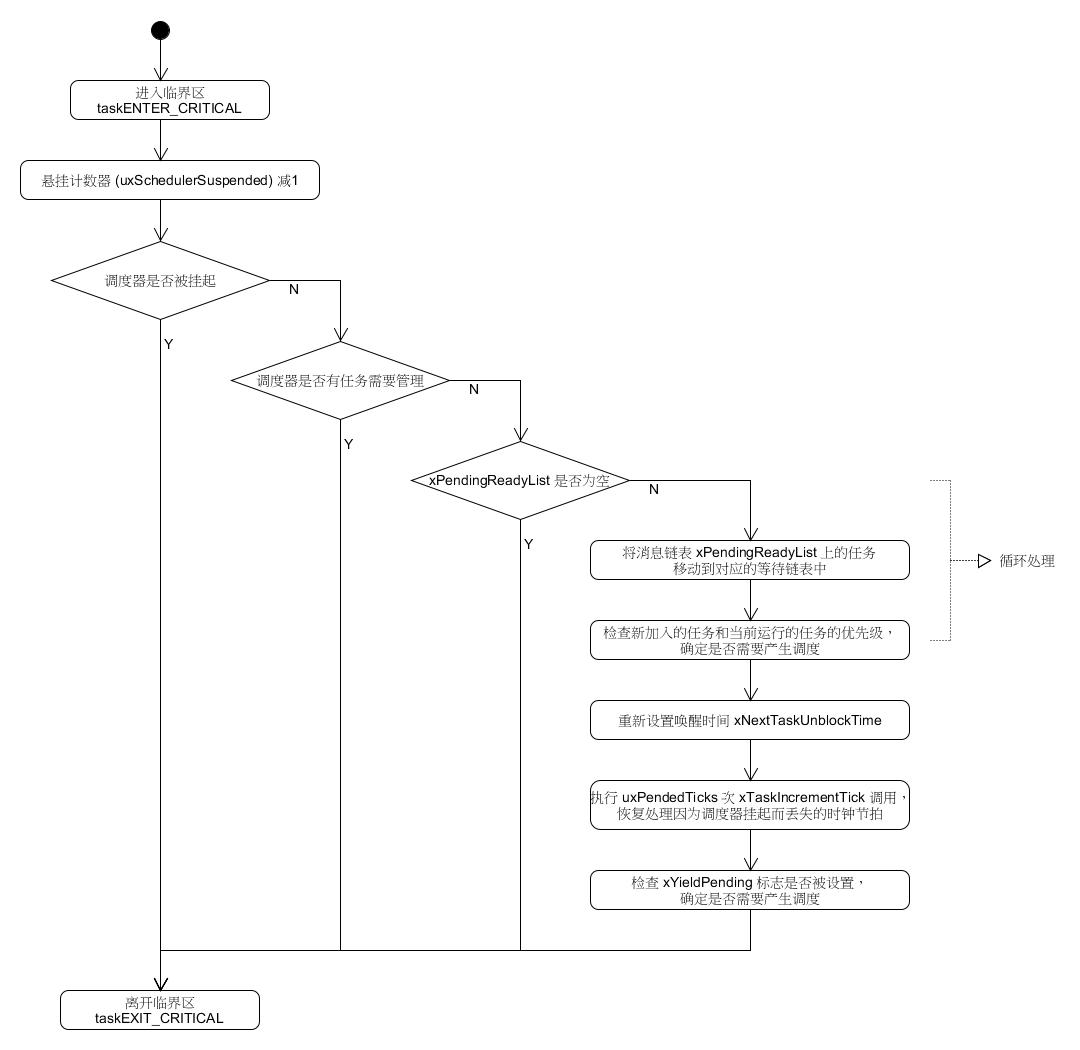 进入临界区
taskENTER_CRITICAL
悬挂计数器 (uxSchedulerSuspended) 减1
调度器是否被挂起
N
Y
调度器是否有任务需要管理
N
Y
xPendingReadyList 是否为空
N
Y
将消息链表 xPendingReadyList 上的任务
移动到对应的等待链表中
循环处理
检查新加入的任务和当前运行的任务的优先级，
确定是否需要产生调度
重新设置唤醒时间 xNextTaskUnblockTime
执行 uxPendedTicks 次 xTaskIncrementTick 调用，
恢复处理因为调度器挂起而丢失的时钟节拍
检查 xYieldPending 标志是否被设置，
确定是否需要产生调度
离开临界区
taskEXIT_CRITICAL